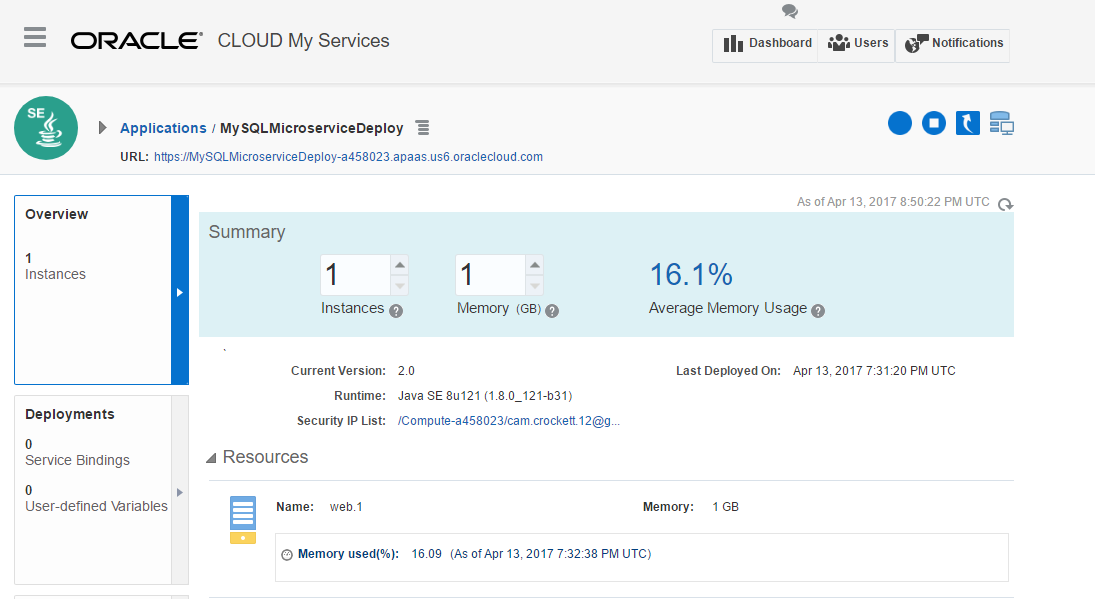 ORACLE® CLOUD My Services
Dashboard Users Notifications
SE
Applications / MySQLMicroserviceDeploy
URL: https://MySQLMicroserviceDeploy-a458023.apaas.us6.oraclecloud.com
As of Apr 13, 2017 8:50:22 PM UTC
Overview
1
Instances
Summary
1 1 16.1%
Instances ? Memory (GB) ? Average Memory Usage ?
Current Version: 2.0 Last Deployed On: Apr 13, 2017 7:31:20 PM UTC
Runtime: Java SE 8u121 (1.8.0_121-b31)
Security IP List: /Compute-a458023/cam.crockett.12@g...
Deployments
0
Service Bindings
0
User-defined Variables
Resources
Name: web.1 Memory: 1 GB
Memory used(%): 16.09 (As of Apr 13, 2017 7:32:38 PM UTC)